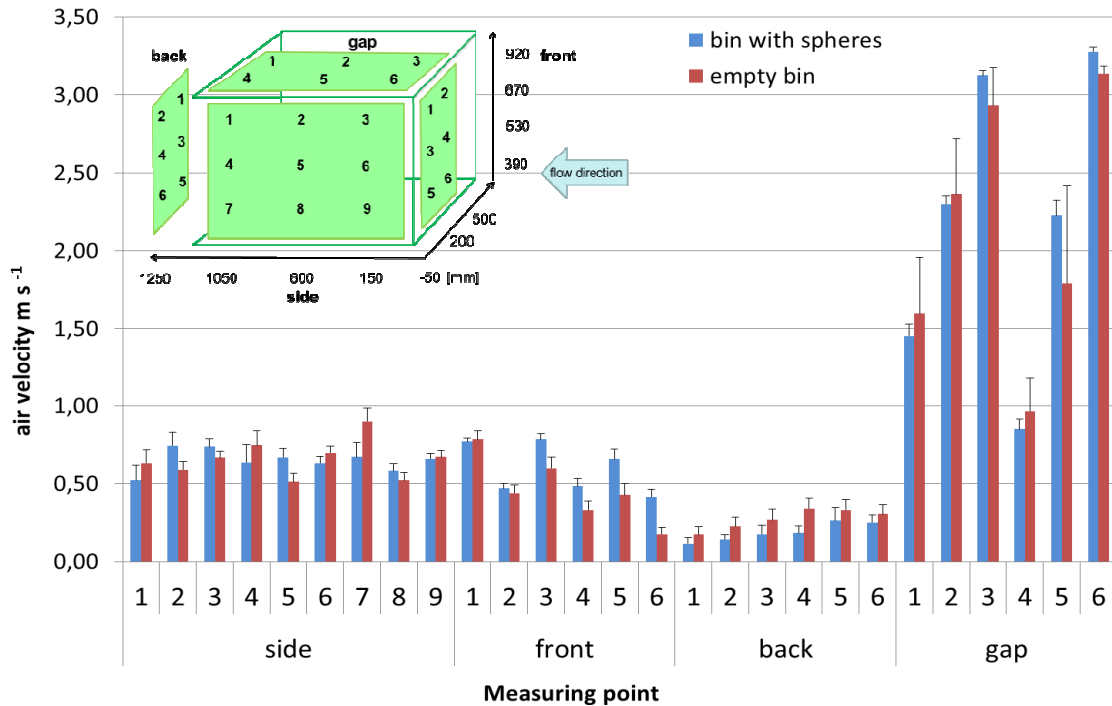 3,50
3,00
2,50
2,00
1,50
1,00
0,50
0,00
air velocity m s⁻¹
bin with spheres
empty bin
gap
back
front
1 2 3
4 5 6
1
2
3
4
5
6
1 2 3
4 5 6
7 8 9
2
1
4
3
6
5
920
670
530
390
500
200
flow direction
1250 1050 600 150 -50 [mm]
side
1 2 3 4 5 6 7 8 9 1 2 3 4 5 6 1 2 3 4 5 6 1 2 3 4 5 6
side front back gap
Measuring point